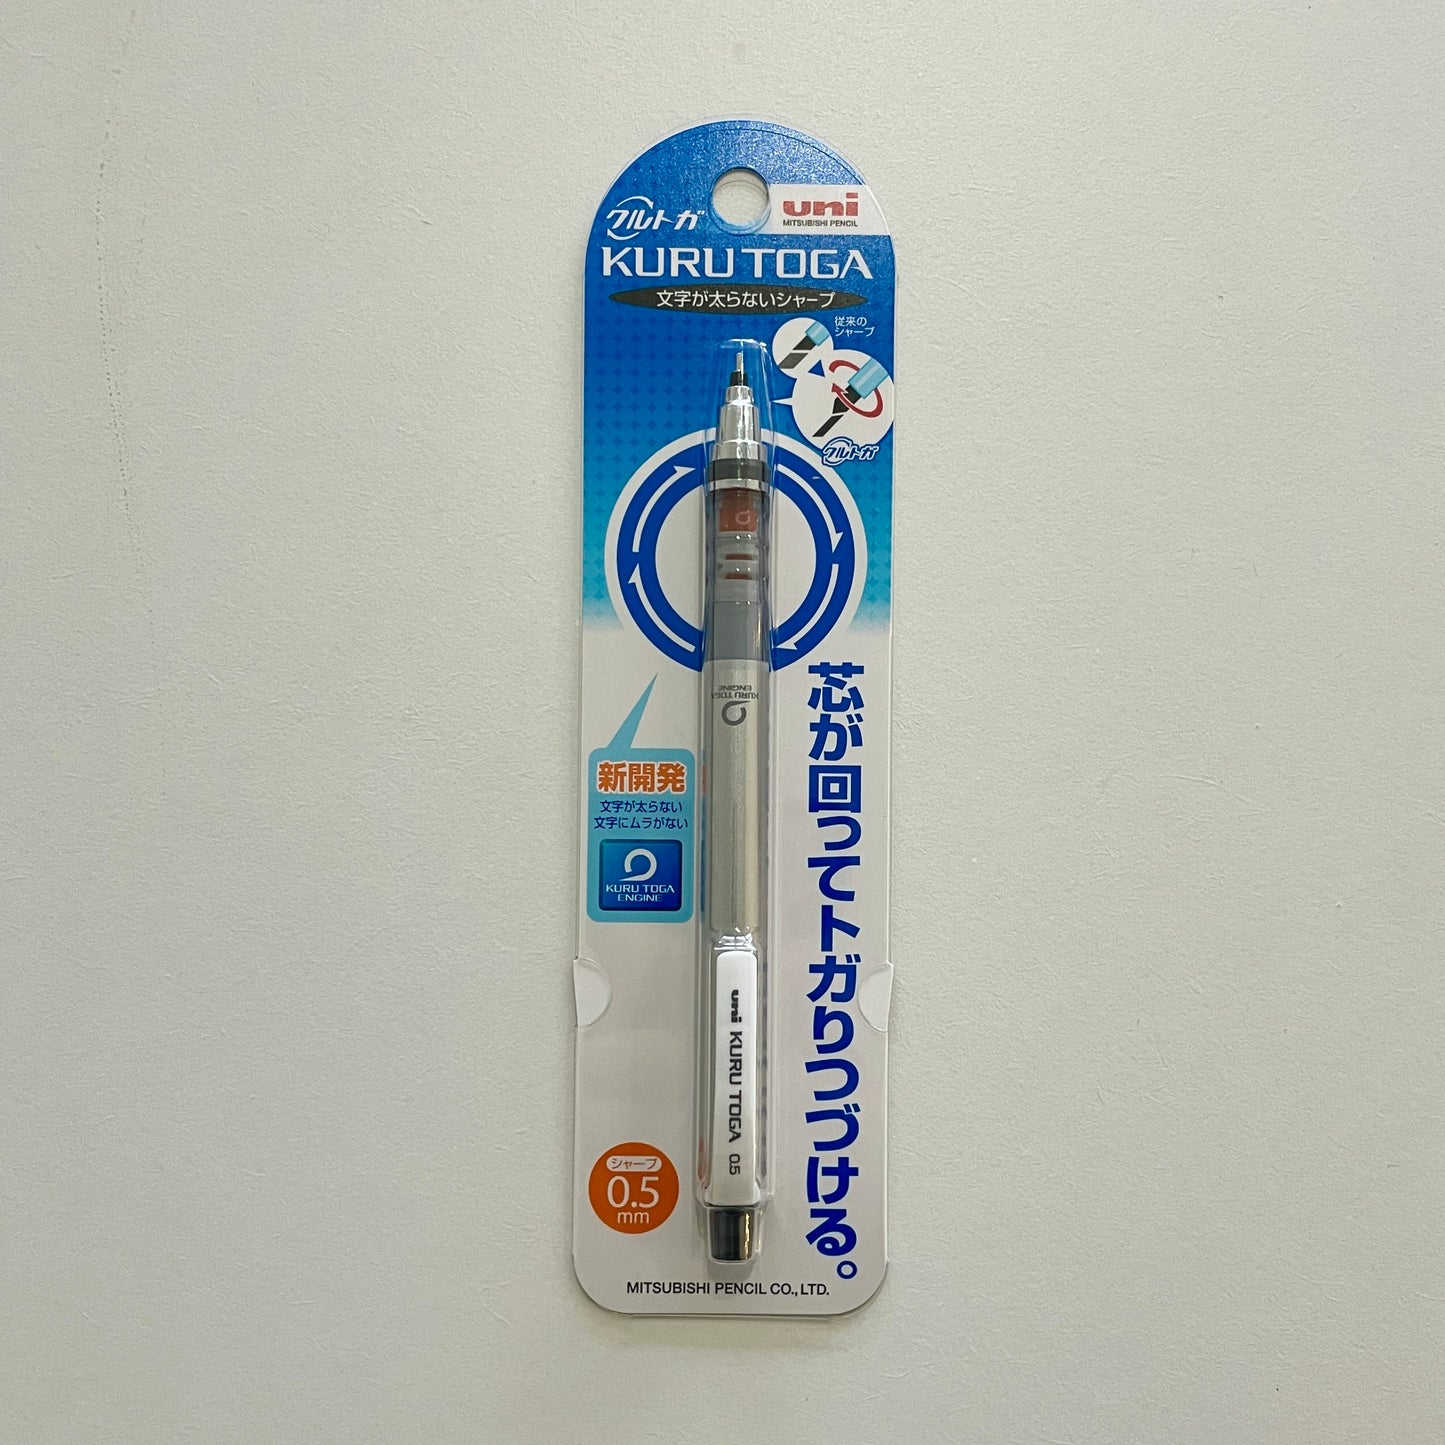 クルトガ
uni
MITSUBISHI PENCIL
KURU TOGA
文字が太らないシャープ
従来の
シャープ
クルトガ
KURU TOGA
ENGINE
芯が回ってトガりつづける。
新開発
文字が太らない
文字にムラがない
KURU TOGA
ENGINE
uni KURU TOGA 0.5
シャープ
0.5
mm
MITSUBISHI PENCIL CO., LTD.